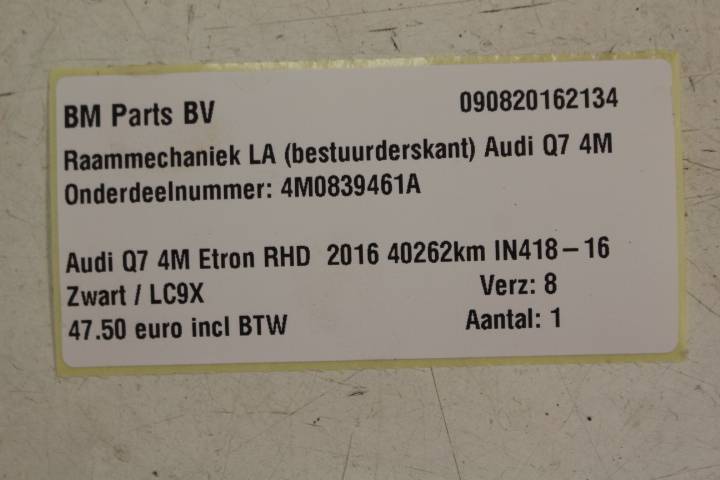 BM Parts BV 090820162134
Raammechaniek LA (bestuurderskant) Audi Q7 4M
Onderdeelnummer: 4M0839461A
Audi Q7 4M Etron RHD 2016 40262km IN418-16
Zwart / LC9X Verz: 8
47.50 euro incl BTW Aantal: 1